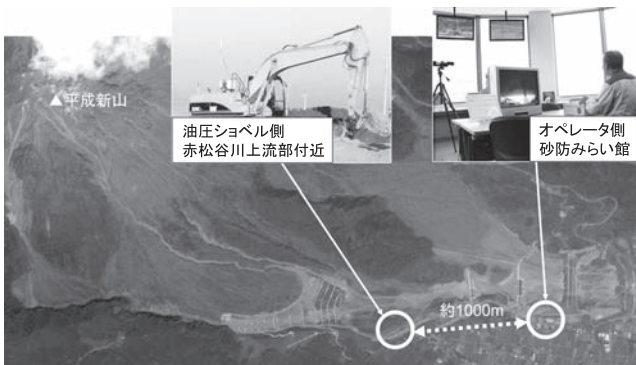 ▲平成新山
油圧ショベル側
赤松谷川上流部付近
オペレータ側
砂防みらい館
約1000m